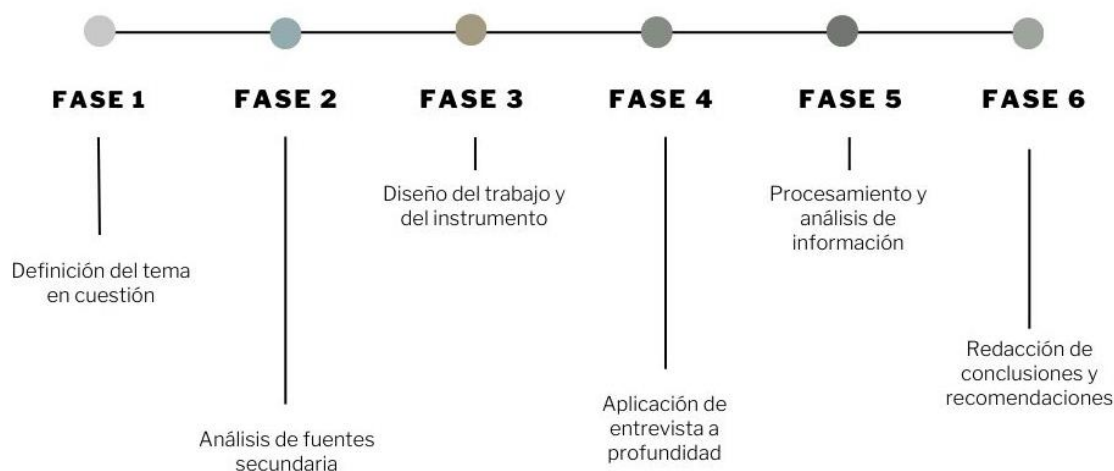 FASE 1
Definición del tema
en cuestión
FASE 2
Análisis de fuentes
secundaria
FASE 3
Diseño del trabajo y
del instrumento
FASE 4
Aplicación de
entrevista a
profundidad
FASE 5
Procesamiento y
análisis de
información
FASE 6
Redacción de
conclusiones y
recomendaciones